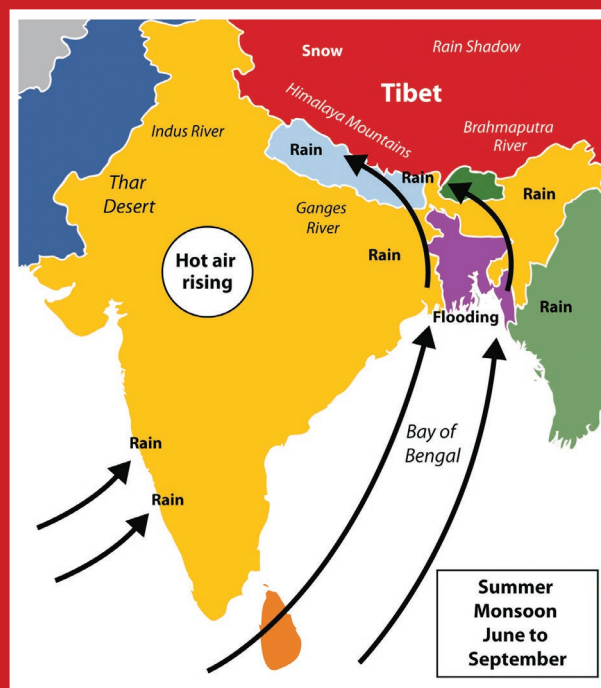 Snow
Rain Shadow
Tibet
Himalaya Mountains
Indus River
Brahmaputra
River
Rain
Rain
Rain
Thar
Desert
Ganges
River
Hot air
rising
Rain
Rain
Flooding
Bay of
Bengal
Rain
Rain
Summer
Monsoon
June to
September